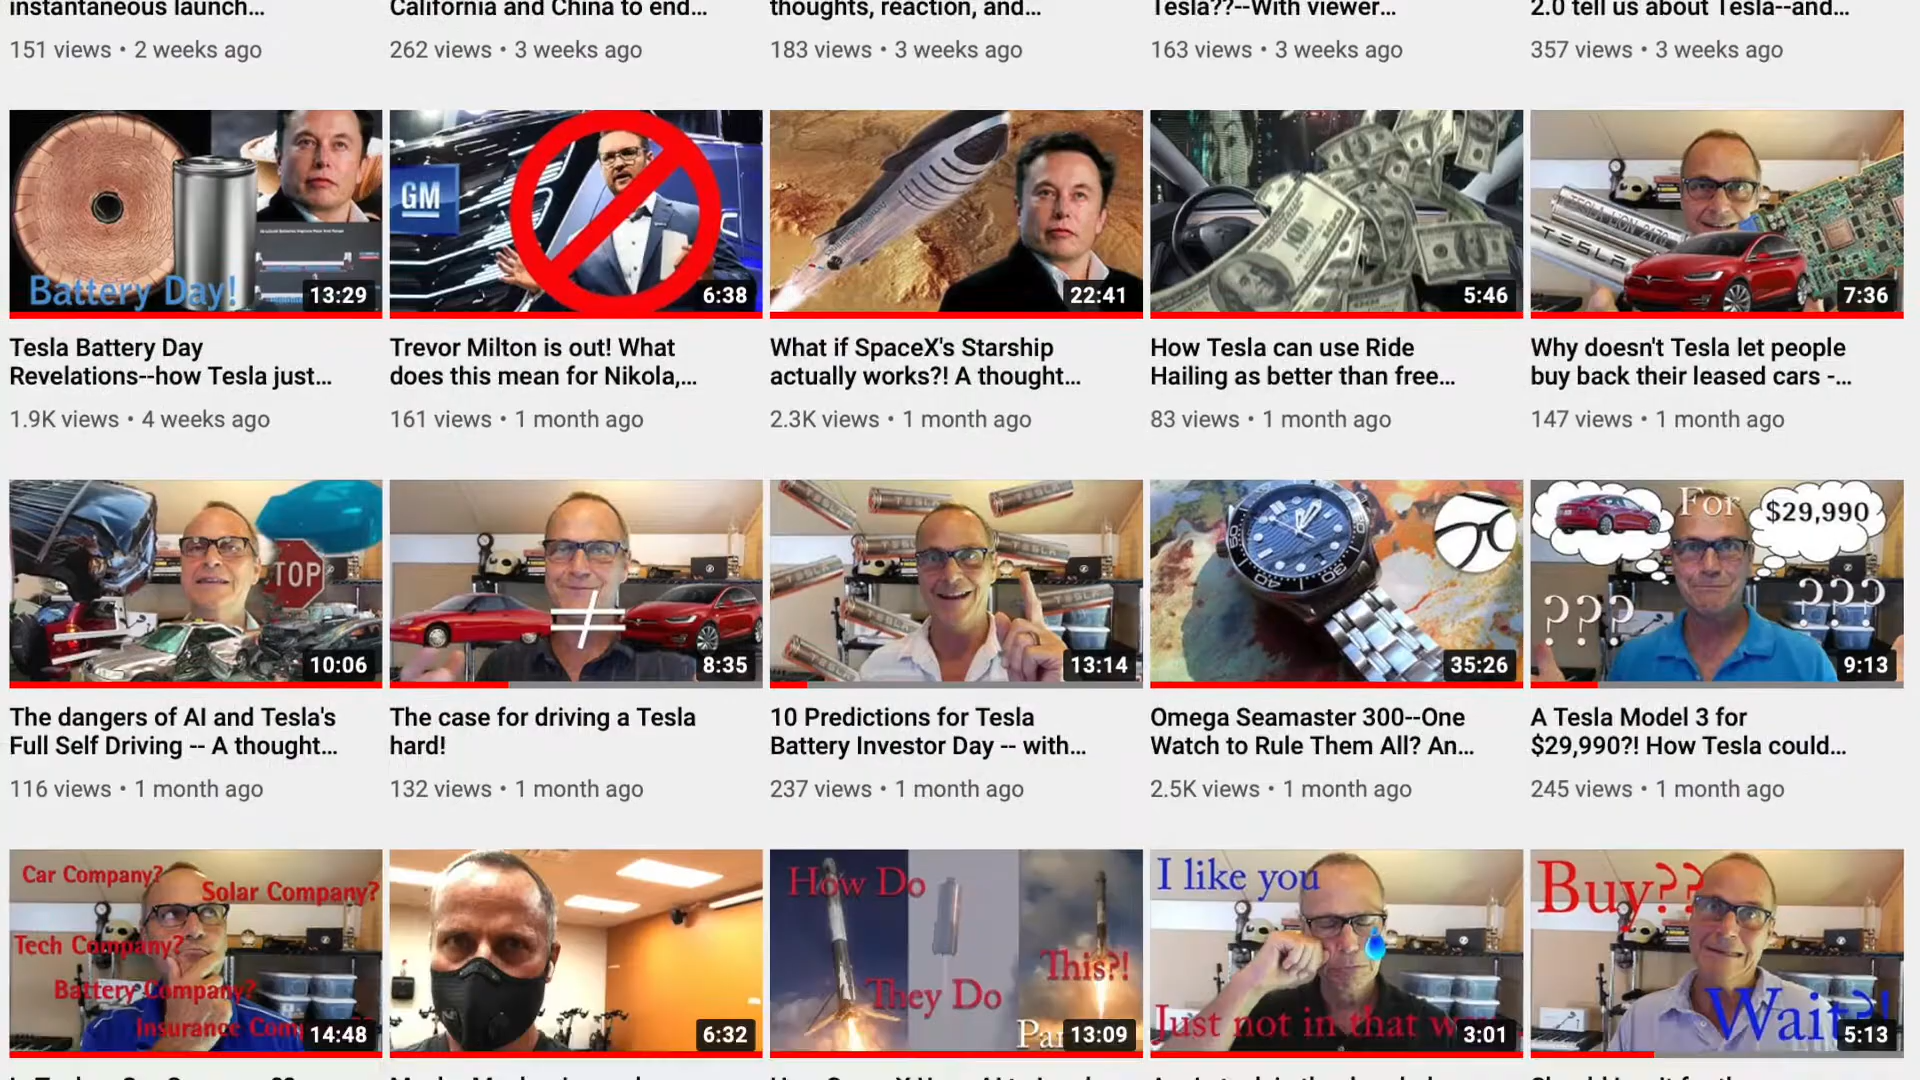 instantaneous launch...
California and China to end...
thoughts, reaction, and...
Tesla??--With viewer...
2.0 tell us about Tesla--and...
151 views • 2 weeks ago
262 views • 3 weeks ago
183 views • 3 weeks ago
163 views • 3 weeks ago
357 views • 3 weeks ago
Battery Day!
13:29
GM
6:38
22:41
5:46
TESLA
7:36
Tesla Battery Day
Revelations--how Tesla just...
Trevor Milton is out! What
does this mean for Nikola,...
What if SpaceX's Starship
actually works?! A thought...
How Tesla can use Ride
Hailing as better than free...
Why doesn't Tesla let people
buy back their leased cars -...
1.9K views • 4 weeks ago
161 views • 1 month ago
2.3K views • 1 month ago
83 views • 1 month ago
147 views • 1 month ago
TOP
10:06
8:35
TESLA
13:14
35:26
For
$29,990
???
???
9:13
The dangers of AI and Tesla's
Full Self Driving -- A thought...
The case for driving a Tesla
hard!
10 Predictions for Tesla
Battery Investor Day -- with...
Omega Seamaster 300--One
Watch to Rule Them All? An...
A Tesla Model 3 for
$29,990?! How Tesla could...
116 views • 1 month ago
132 views • 1 month ago
237 views • 1 month ago
2.5K views • 1 month ago
245 views • 1 month ago
Car Company?
Solar Company?
Tech Company?
Battery Company?
Insurance Com
14:48
6:32
How Do
They Do
This?!
13:09
I like you
Just not in that w
3:01
Buy??
Wait?!
5:13